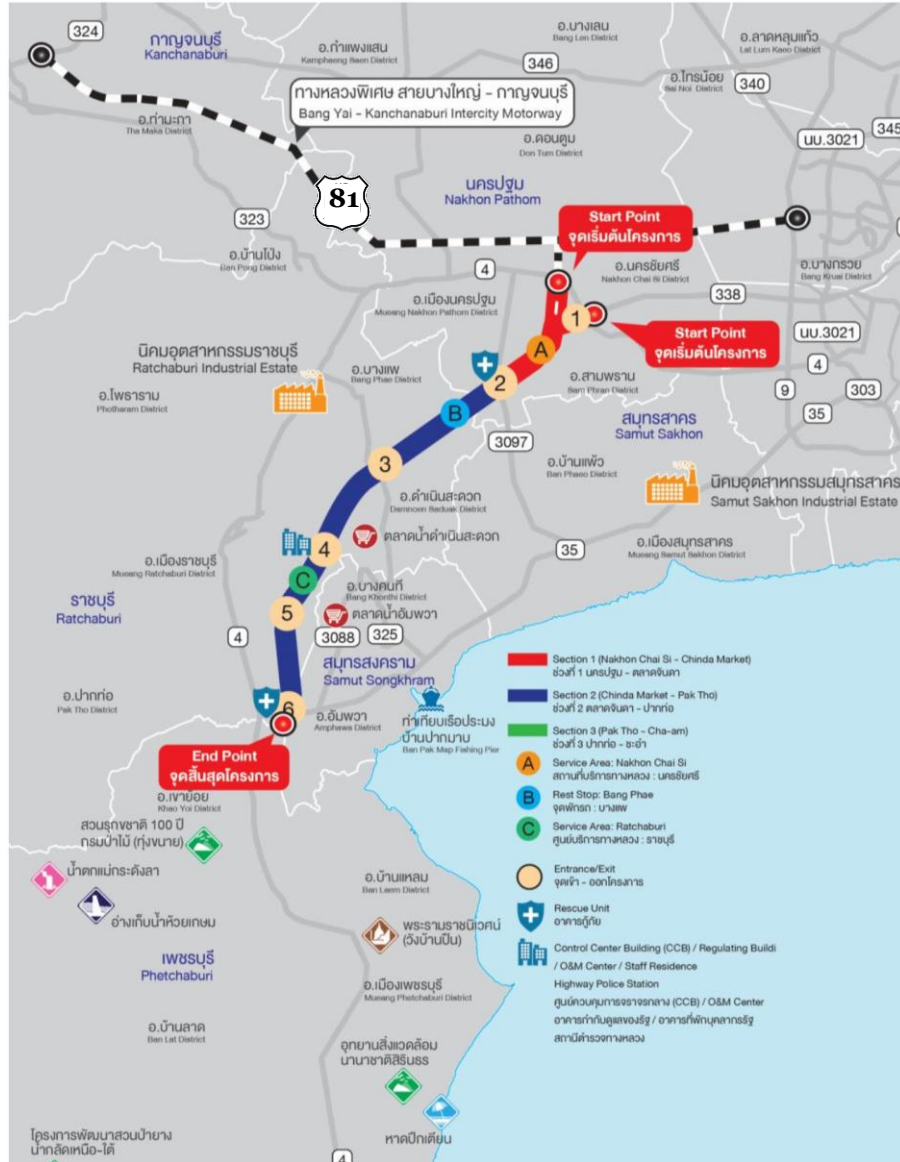 324
กาญจนบุรี
Kanchanaburi
อ.กำแพงแสน
Kamphaeng Saen District
อ.บางเลน
Bang Len District
อ.ลาดหลุมแก้ว
Lat Lum Kaeo District
346
อ.ไทรน้อย
Sai Noi District
340
ทางหลวงพิเศษ สายบางใหญ่ - กาญจนบุรี
Bang Yai - Kanchanaburi Intercity Motorway
อ.ท่ามะกา
Tha Maka District
อ.ดอนตูม
Don Tum District
นบ.3021
345
81
นครปฐม
Nakhon Pathom
323
อ.บ้านโป่ง
Ban Pong District
Start Point
จุดเริ่มต้นโครงการ
4
อ.นครชัยศรี
Nakhon Chai Si District
อ.บางกรวย
Bang Kruai District
อ.เมืองนครปฐม
Mueang Nakhon Pathom District
338
1
Start Point
จุดเริ่มต้นโครงการ
นบ.3021
A
นิคมอุตสาหกรรมราชบุรี
Ratchaburi Industrial Estate
อ.บางแพ
Bang Phae District
4
อ.สามพราน
Sam Phran District
2
9
303
อ.โพธาราม
Photharam District
B
สมุทรสาคร
Samut Sakhon
35
3097
3
อ.บ้านแพ้ว
Ban Phaeo District
นิคมอุตสาหกรรมสมุทรสาคร
Samut Sakhon Industrial Estate
อ.ดำเนินสะดวก
Damnoen Saduak District
4
ตลาดน้ำดำเนินสะดวก
35
อ.เมืองสมุทรสาคร
Mueang Samut Sakhon District
อ.เมืองราชบุรี
Mueang Ratchaburi District
C
อ.บางคนที
Bang Khonthi District
ราชบุรี
Ratchaburi
5
ตลาดน้ำอัมพวา
4
3088
325
สมุทรสงคราม
Samut Songkhram
อ.ปากท่อ
Pak Tho District
6
อ.อัมพวา
Amphawa District
ท่าเทียบเรือประมง
บ้านปากมาบ
Ban Pak Map Fishing Pier
End Point
จุดสิ้นสุดโครงการ
อ.เขาย้อย
Khao Yoi District
สวนรุกขชาติ 100 ปี
กรมป่าไม้ (ทุ่งขนาย)
น้ำตกแม่กระดังลา
อ่างเก็บน้ำห้วยเกษม
อ.บ้านแหลม
Ban Laem District
พระรามราชนิเวศน์
(วังบ้านปืน)
เพชรบุรี
Phetchaburi
อ.เมืองเพชรบุรี
Mueang Phetchaburi District
อ.บ้านลาด
Ban Lat District
อุทยานสิ่งแวดล้อม
นานาชาติสิรินธร
หาดปึกเตียน
โครงการพัฒนาสวนป่ายาง
น้ำกลัดเหนือ-ใต้
4
Section 1 (Nakhon Chai Si - Chinda Market)
ช่วงที่ 1 นครปฐม - ตลาดจินดา
Section 2 (Chinda Market - Pak Tho)
ช่วงที่ 2 ตลาดจินดา - ปากท่อ
Section 3 (Pak Tho - Cha-am)
ช่วงที่ 3 ปากท่อ - ชะอำ
A
Service Area: Nakhon Chai Si
สถานที่บริการทางหลวง : นครชัยศรี
B
Rest Stop: Bang Phae
จุดพักรถ : บางแพ
C
Service Area: Ratchaburi
ศูนย์บริการทางหลวง : ราชบุรี
Entrance/Exit
จุดเข้า - ออกโครงการ
Rescue Unit
อาคารกู้ภัย
Control Center Building (CCB) / Regulating Buildi
/ O&M Center / Staff Residence
Highway Police Station
ศูนย์ควบคุมการจราจรกลาง (CCB) / O&M Center
อาคารกำกับดูแลของรัฐ / อาคารที่พักบุคลากรรัฐ
สถานีตำรวจทางหลวง